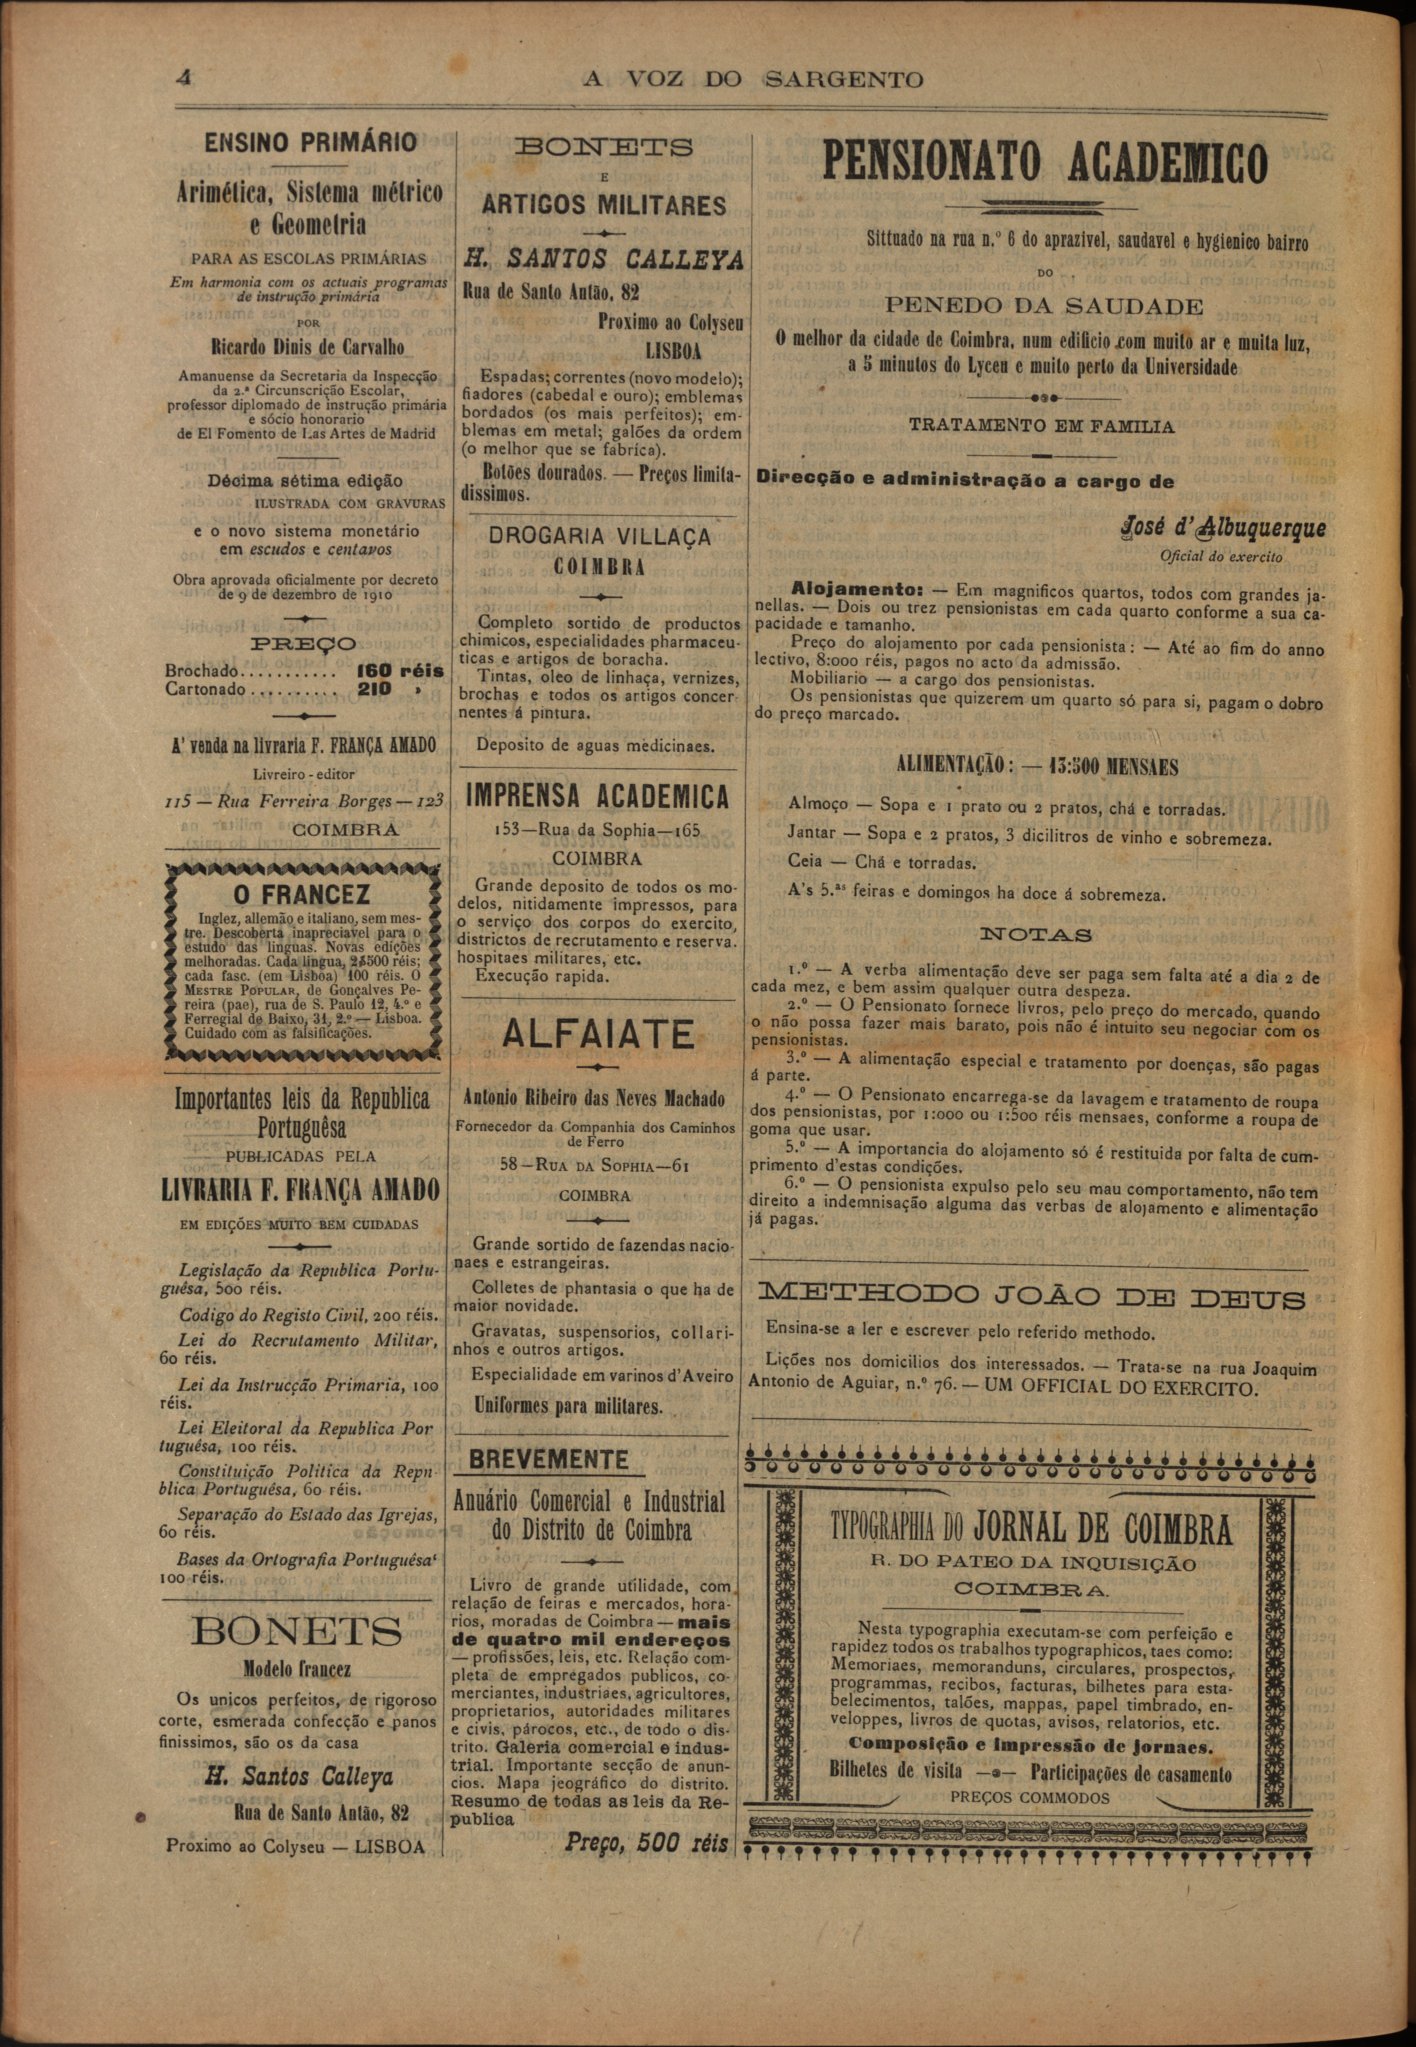 4
A VOZ DO SARGENTO
ENSINO PRIMÁRIO
Arimética, Sistema métrico
e Geometria
PARA AS ESCOLAS PRIMÁRIAS
Em harmonia com os actuais programas
de instrução primária
POR
Ricardo Dinis de Carvalho
Amanuense da Secretaria da Inspecção
da 2.ª Circunscrição Escolar,
professor diplomado de instrução primária
e sócio honorario
de El Fomento de Las Artes de Madrid
Décima sétima edição
ILUSTRADA COM GRAVURAS
e o novo sistema monetário
em escudos e centavos
Obra aprovada oficialmente por decreto
de 9 de dezembro de 1910
PREÇO
Brochado........... 160 réis
Cartonado.......... 210 »
A' venda na livraria F. FRANÇA AMADO
Livreiro-editor
115 — Rua Ferreira Borges — 123
COIMBRA
O FRANCEZ
Inglez, allemão e italiano, sem mes-
tre. Descoberta inapreciavel para o
estudo das linguas. Novas edições
melhoradas. Cada lingua, 2$500 réis;
cada fasc. (em Lisboa) 100 réis. O
MESTRE POPULAR, de Gonçalves Pe-
reira (pae), rua de S. Paulo 12, 4.º e
Ferregial de Baixo, 31, 2.º — Lisboa.
Cuidado com as falsificações.
Importantes leis da Republica
Portuguêsa
PUBLICADAS PELA
LIVRARIA F. FRANÇA AMADO
EM EDIÇÕES MUITO BEM CUIDADAS
Legislação da Republica Portu-
guêsa, 500 réis.
Codigo do Registo Civil, 200 réis.
Lei do Recrutamento Militar,
60 réis.
Lei da Instrucção Primaria, 100
réis.
Lei Eleitoral da Republica Por
tuguêsa, 100 réis.
Constituição Politica da Repu-
blica Portuguêsa, 60 réis.
Separação do Estado das Igrejas,
60 réis.
Bases da Ortografia Portuguêsa'
100 réis.
BONETS
Modelo francez
Os unicos perfeitos, de rigoroso
corte, esmerada confecção e panos
finissimos, são os da casa
H. Santos Calleya
Rua de Santo Antão, 82
Proximo ao Colyseu — LISBOA
BONETS
E
ARTIGOS MILITARES
H. SANTOS CALLEYA
Rua de Santo Antão, 82
Proximo ao Colyseu
LISBOA
Espadas; correntes (novo modelo);
fiadores (cabedal e ouro); emblemas
bordados (os mais perfeitos); em-
blemas em metal; galões da ordem
(o melhor que se fabrica).
Botões dourados. — Preços limita-
dissimos.
DROGARIA VILLAÇA
COIMBRA
Completo sortido de productos
chimicos, especialidades pharmaceu-
ticas e artigos de boracha.
Tintas, oleo de linhaça, vernizes,
brochas e todos os artigos concer-
nentes á pintura.
Deposito de aguas medicinaes.
IMPRENSA ACADEMICA
153—Rua da Sophia—165
COIMBRA
Grande deposito de todos os mo-
delos, nitidamente impressos, para
o serviço dos corpos do exercito,
districtos de recrutamento e reserva.
hospitaes militares, etc.
Execução rapida.
ALFAIATE
Antonio Ribeiro das Neves Machado
Fornecedor da Companhia dos Caminhos
de Ferro
58—RUA DA SOPHIA—61
COIMBRA
Grande sortido de fazendas nacio-
naes e estrangeiras.
Colletes de phantasia o que ha de
maior novidade.
Gravatas, suspensorios, collari-
nhos e outros artigos.
Especialidade em varinos d'Aveiro
Uniformes para militares.
BREVEMENTE
Anuário Comercial e Industrial
do Distrito de Coimbra
Livro de grande utilidade, com
relação de feiras e mercados, hora-
rios, moradas de Coimbra — mais
de quatro mil endereços
— profissões, leis, etc. Relação com-
pleta de empregados publicos, co-
merciantes, industriaes, agricultores,
proprietarios, autoridades militares
e civis, párocos, etc., de todo o dis-
trito. Galeria comercial e indus-
trial. Importante secção de anun-
cios. Mapa jeográfico do distrito.
Resumo de todas as leis da Re-
publica
Preço, 500 réis
PENSIONATO ACADEMICO
Sittuado na rua n.º 6 do aprazivel, saudavel e hygienico bairro
DO
PENEDO DA SAUDADE
O melhor da cidade de Coimbra, num edificio com muito ar e muita luz,
a 5 minutos do Lyceu e muito perto da Universidade
TRATAMENTO EM FAMILIA
Direcção e administração a cargo de
José d'Albuquerque
Oficial do exercito
Alojamento: — Em magnificos quartos, todos com grandes ja-
nellas. — Dois ou trez pensionistas em cada quarto conforme a sua ca-
pacidade e tamanho.
Preço do alojamento por cada pensionista: — Até ao fim do anno
lectivo, 8:000 réis, pagos no acto da admissão.
Mobiliario — a cargo dos pensionistas.
Os pensionistas que quizerem um quarto só para si, pagam o dobro
do preço marcado.
ALIMENTAÇÃO: — 13:500 MENSAES
Almoço — Sopa e 1 prato ou 2 pratos, chá e torradas.
Jantar — Sopa e 2 pratos, 3 dicilitros de vinho e sobremeza.
Ceia — Chá e torradas.
A's 5.as feiras e domingos ha doce á sobremeza.
NOTAS
1.º — A verba alimentação deve ser paga sem falta até a dia 2 de
cada mez, e bem assim qualquer outra despeza.
2.º — O Pensionato fornece livros, pelo preço do mercado, quando
o não possa fazer mais barato, pois não é intuito seu negociar com os
pensionistas.
3.º — A alimentação especial e tratamento por doenças, são pagas
á parte.
4.º — O Pensionato encarrega-se da lavagem e tratamento de roupa
dos pensionistas, por 1:000 ou 1:500 réis mensaes, conforme a roupa de
goma que usar.
5.º — A importancia do alojamento só é restituida por falta de cum-
primento d'estas condições.
6.º — O pensionista expulso pelo seu mau comportamento, não tem
direito a indemnisação alguma das verbas de alojamento e alimentação
já pagas.
METHODO JOÃO DE DEUS
Ensina-se a ler e escrever pelo referido methodo.
Lições nos domicilios dos interessados. — Trata-se na rua Joaquim
Antonio de Aguiar, n.º 76. — UM OFFICIAL DO EXERCITO.
TYPOGRAPHIA DO JORNAL DE COIMBRA
R. DO PATEO DA INQUISIÇÃO
COIMBRA.
Nesta typographia executam-se com perfeição e
rapidez todos os trabalhos typographicos, taes como:
Memoriaes, memoranduns, circulares, prospectos,
programmas, recibos, facturas, bilhetes para esta-
belecimentos, talões, mappas, papel timbrado, en-
veloppes, livros de quotas, avisos, relatorios, etc.
Composição e impressão de jornaes.
Bilhetes de visita —•— Participações de casamento
PREÇOS COMMODOS